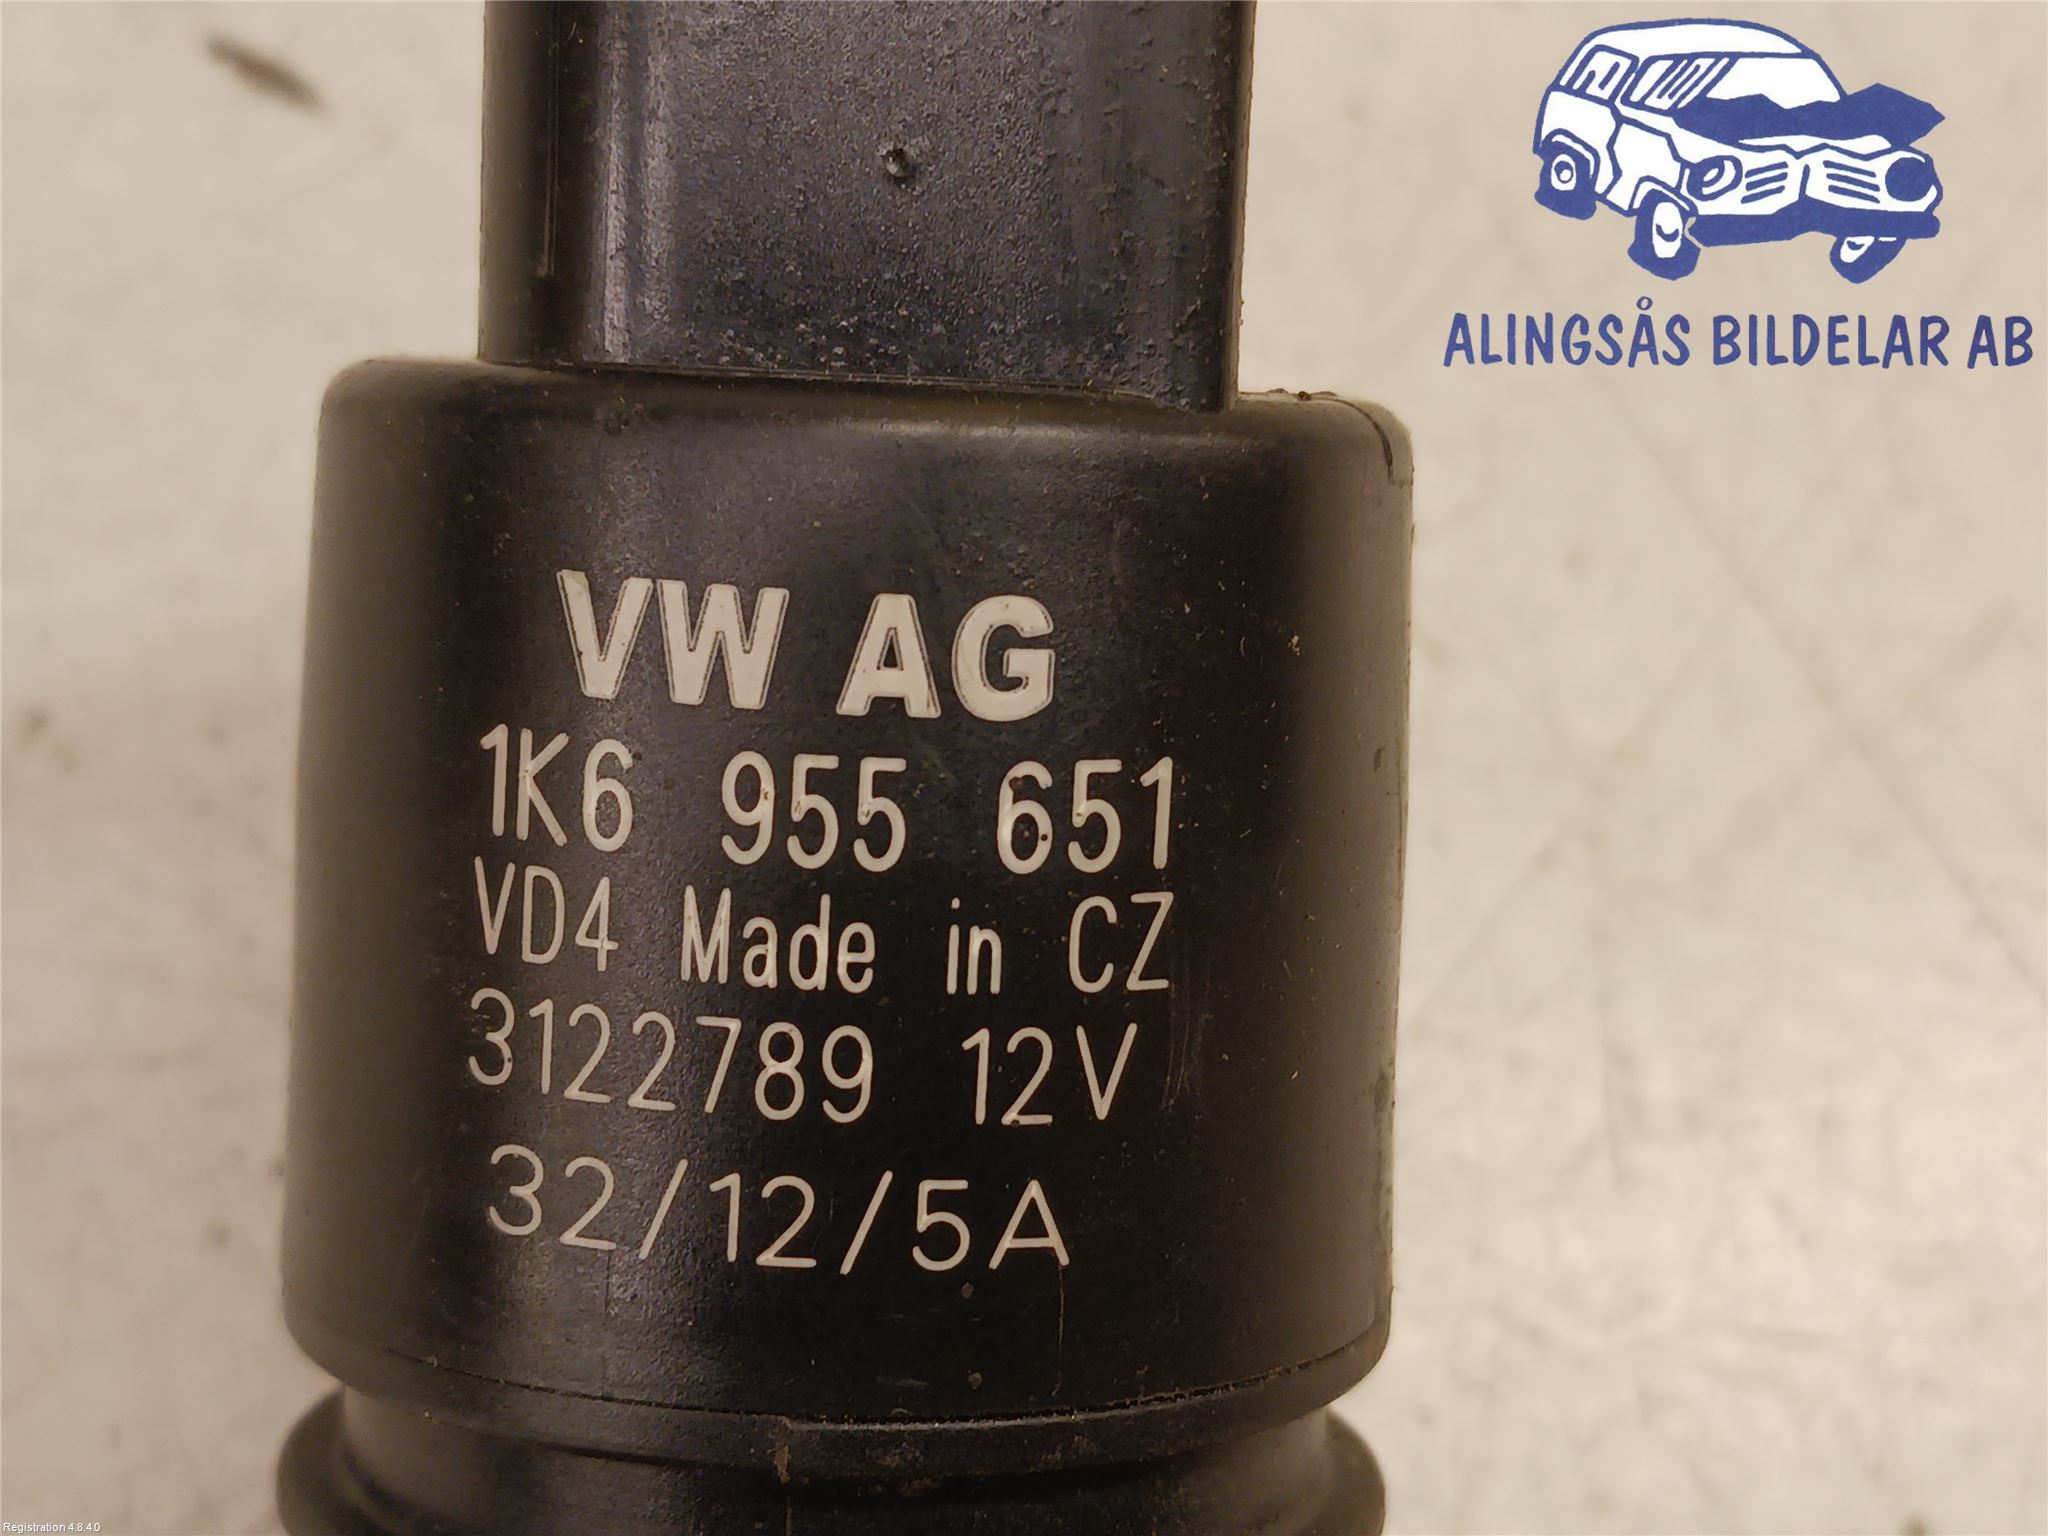 ALINGSÅS BILDELAR AB
VW AG
1K6 955 651
VD4 Made in CZ
3122789 12V
32/12/5A
Registration 4.8.4.0